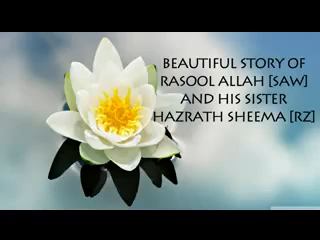 BEAUTIFUL STORY OF
RASOOL ALLAH [SAW]
AND HIS SISTER
HAZRATH SHEEMA [RZ]